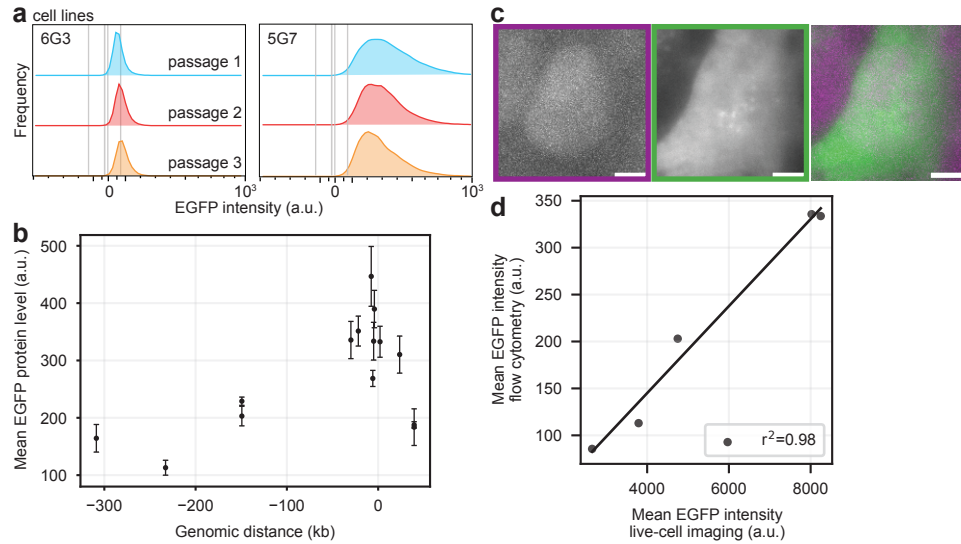 a cell lines
6G3
5G7
passage 1
passage 2
passage 3
Frequency
0
10³
0
10³
EGFP intensity (a.u.)
b
Mean EGFP protein level (a.u.)
500
400
300
200
100
−300
−200
−100
0
Genomic distance (kb)
c
d
Mean EGFP intensity
flow cytometry (a.u.)
350
300
250
200
150
100
r²=0.98
4000
6000
8000
Mean EGFP intensity
live-cell imaging (a.u.)